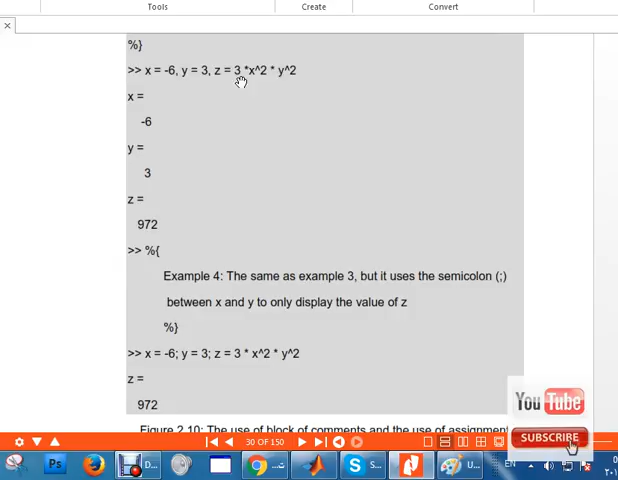 Tools Create Convert
%}
>> x = -6, y = 3, z = 3 *x^2 * y^2
x =
-6
y =
3
z =
972
>> %{
Example 4: The same as example 3, but it uses the semicolon (;)
between x and y to only display the value of z
%}
>> x = -6; y = 3; z = 3 * x^2 * y^2
z =
972
Figure 2.10: The use of block of comments and the use of assignment
YouTube
SUBSCRIBE
30 OF 150
Ps D... ...ت S... U... EN